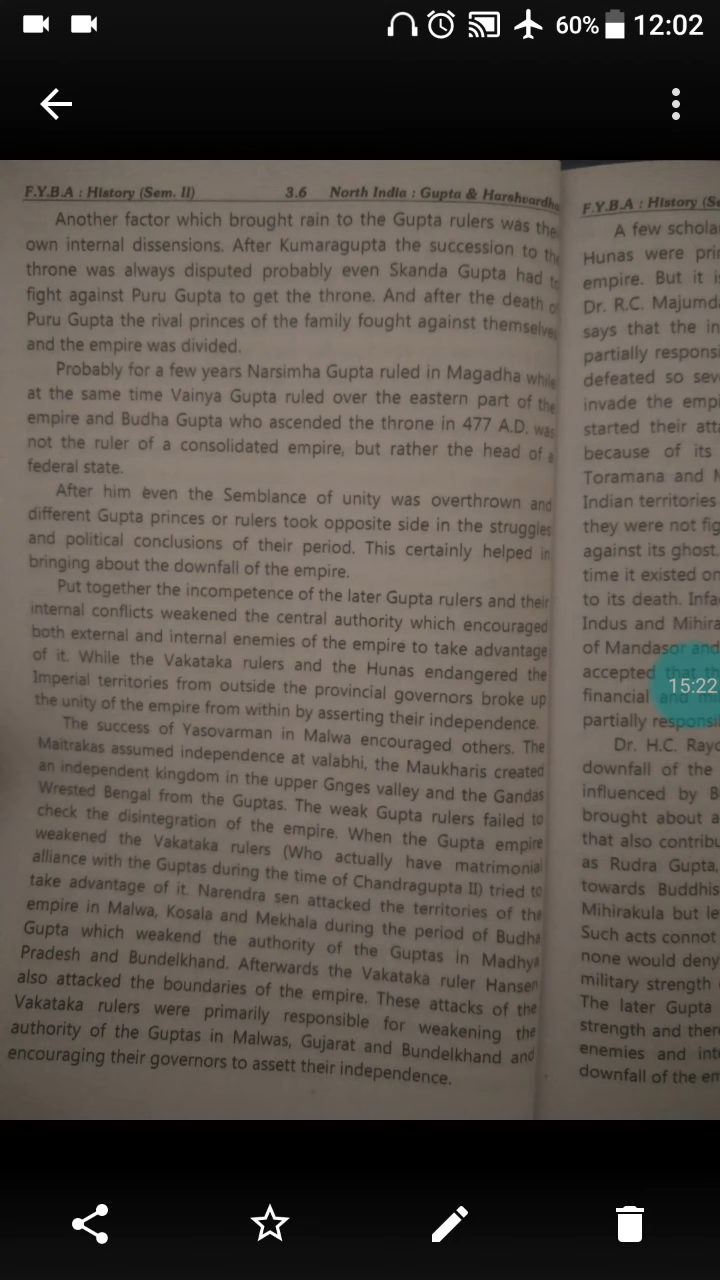 60% 12:02
F.Y.B.A : History (Sem. II) 3.6 North India : Gupta & Harshvardha
Another factor which brought rain to the Gupta rulers was the
own internal dissensions. After Kumaragupta the succession to th
throne was always disputed probably even Skanda Gupta had to
fight against Puru Gupta to get the throne. And after the death of
Puru Gupta the rival princes of the family fought against themselves
and the empire was divided.
Probably for a few years Narsimha Gupta ruled in Magadha while
at the same time Vainya Gupta ruled over the eastern part of the
empire and Budha Gupta who ascended the throne in 477 A.D. was
not the ruler of a consolidated empire, but rather the head of a
federal state.
After him even the Semblance of unity was overthrown and
different Gupta princes or rulers took opposite side in the struggles
and political conclusions of their period. This certainly helped in
bringing about the downfall of the empire.
Put together the incompetence of the later Gupta rulers and their
internal conflicts weakened the central authority which encouraged
both external and internal enemies of the empire to take advantage
of it. While the Vakataka rulers and the Hunas endangered the
Imperial territories from outside the provincial governors broke up
the unity of the empire from within by asserting their independence.
The success of Yasovarman in Malwa encouraged others. The
Maitrakas assumed independence at valabhi, the Maukharis created
an independent kingdom in the upper Gnges valley and the Gandas
Wrested Bengal from the Guptas. The weak Gupta rulers failed to
check the disintegration of the empire. When the Gupta empire
weakened the Vakataka rulers (Who actually have matrimonial
alliance with the Guptas during the time of Chandragupta II) tried to
take advantage of it. Narendra sen attacked the territories of the
empire in Malwa, Kosala and Mekhala during the period of Budha
Gupta which weakend the authority of the Guptas in Madhya
Pradesh and Bundelkhand. Afterwards the Vakataka ruler Hansen
also attacked the boundaries of the empire. These attacks of the
Vakataka rulers were primarily responsible for weakening the
authority of the Guptas in Malwas, Gujarat and Bundelkhand and
encouraging their governors to assett their independence.
F.Y.B.A : History (Se
A few schola
Hunas were prin
empire. But it is
Dr. R.C. Majumda
says that the in
partially responsi
defeated so sev
invade the empi
started their atta
because of its
Toramana and M
Indian territories
they were not fig
against its ghost.
time it existed on
to its death. Infa
Indus and Mihira
of Mandasor and
accepted that th
financial and
partially responsi
Dr. H.C. Rayc
downfall of the
influenced by B
brought about a
that also contribu
as Rudra Gupta,
towards Buddhis
Mihirakula but le
Such acts connot
none would deny
military strength
The later Gupta
strength and there
enemies and inte
downfall of the em
15:22